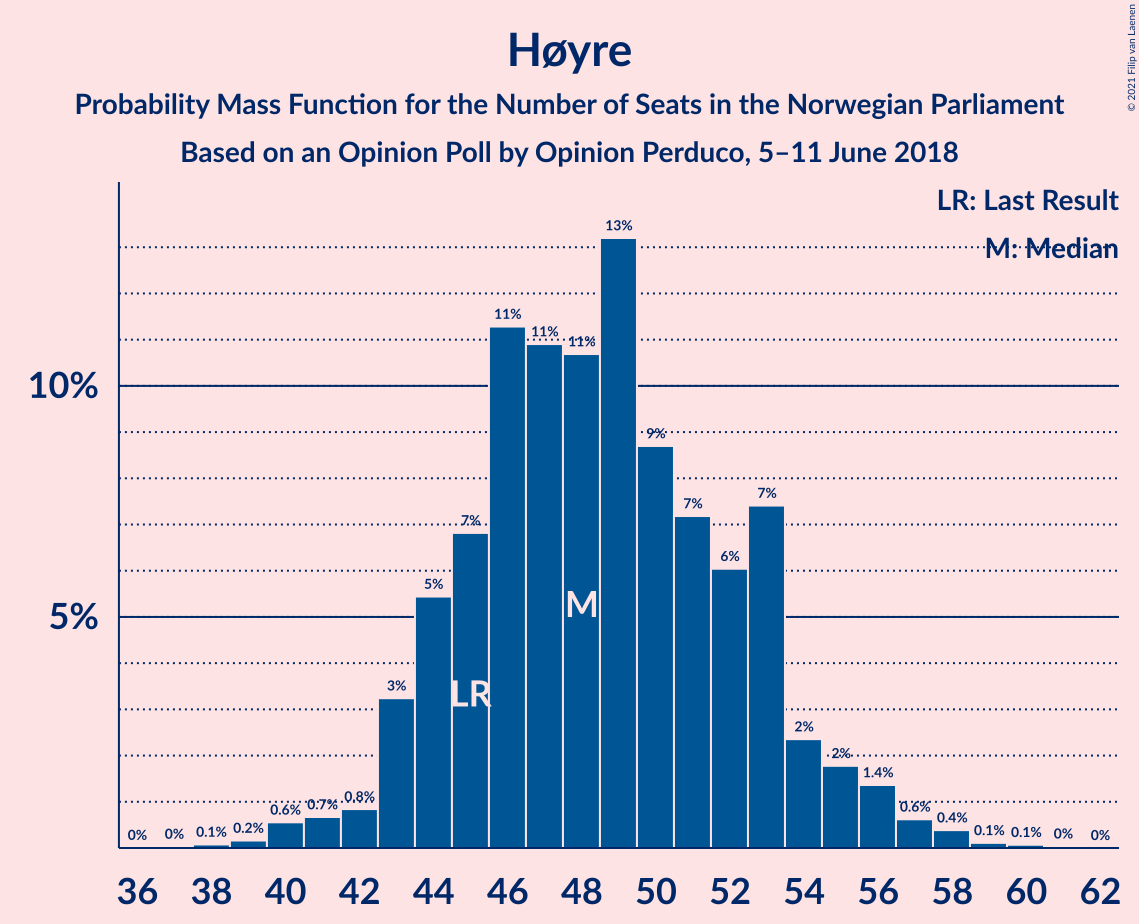 © 2021 Filip van Laenen
Høyre
Probability Mass Function for the Number of Seats in the Norwegian Parliament
Based on an Opinion Poll by Opinion Perduco, 5–11 June 2018
LR: Last Result
M: Median
10%
5%
0% 0% 0.1% 0.2% 0.6% 0.7% 0.8% 3% 5% 7% 11% 11% 11% 13% 9% 7% 6% 7% 2% 2% 1.4% 0.6% 0.4% 0.1% 0.1% 0% 0%
M
LR
36 38 40 42 44 46 48 50 52 54 56 58 60 62